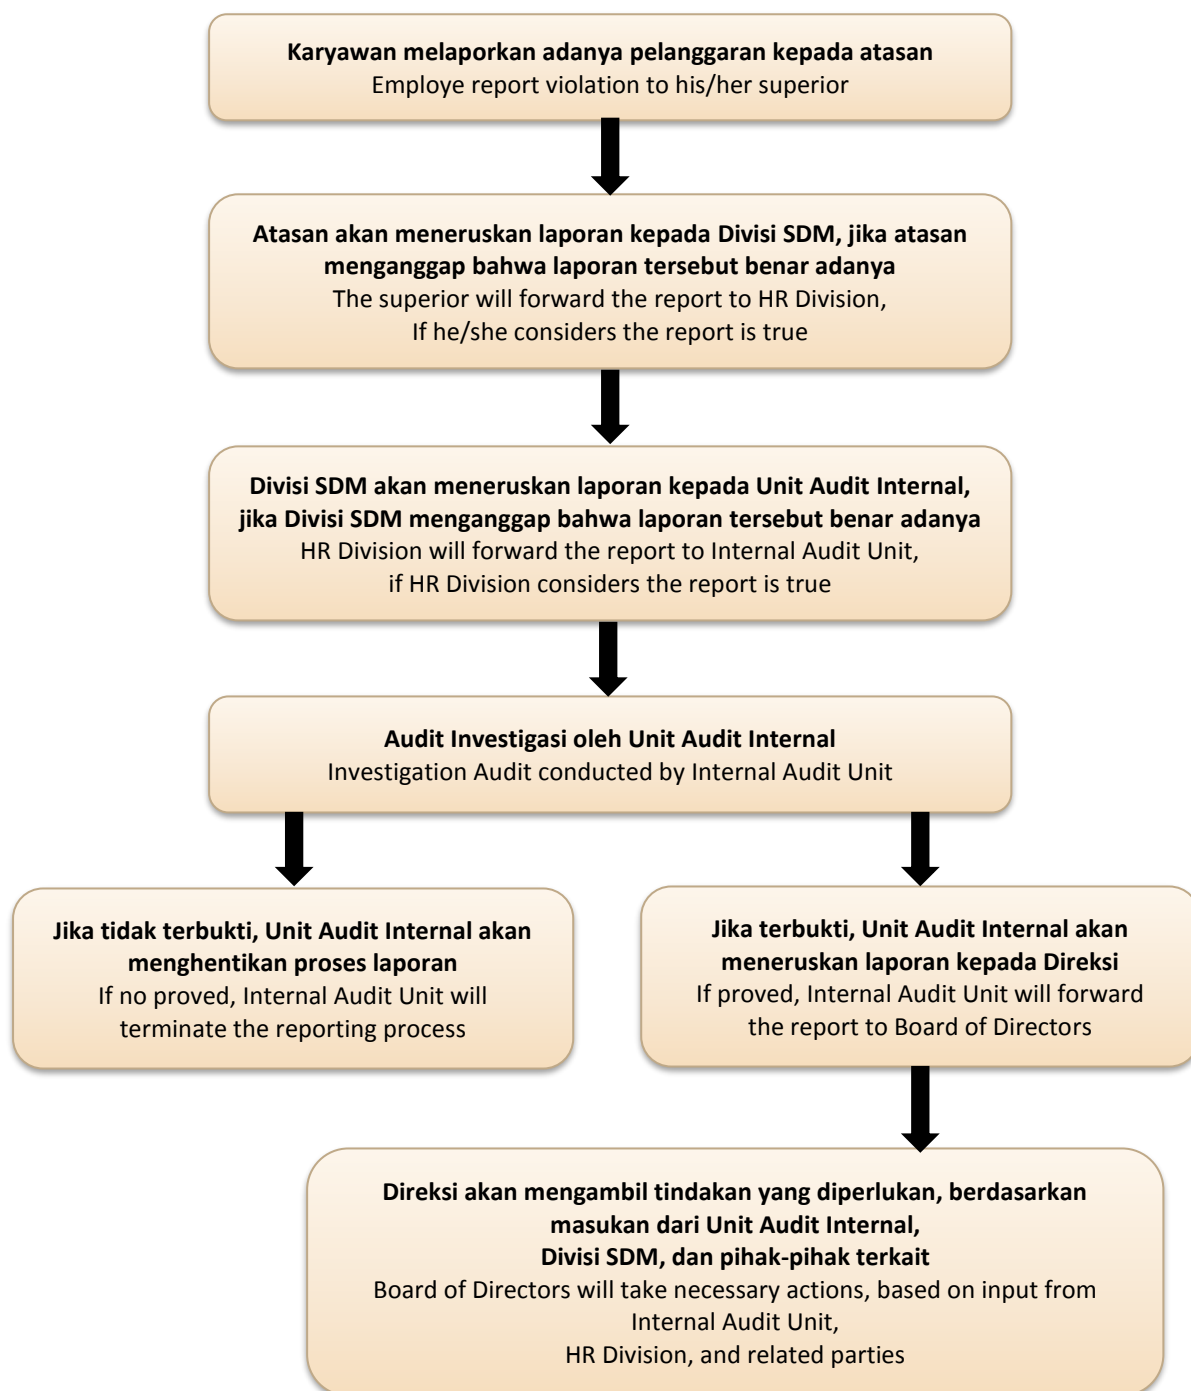 Karyawan melaporkan adanya pelanggaran kepada atasan
Employe report violation to his/her superior
Atasan akan meneruskan laporan kepada Divisi SDM, jika atasan
menganggap bahwa laporan tersebut benar adanya
The superior will forward the report to HR Division,
If he/she considers the report is true
Divisi SDM akan meneruskan laporan kepada Unit Audit Internal,
jika Divisi SDM menganggap bahwa laporan tersebut benar adanya
HR Division will forward the report to Internal Audit Unit,
if HR Division considers the report is true
Audit Investigasi oleh Unit Audit Internal
Investigation Audit conducted by Internal Audit Unit
Jika tidak terbukti, Unit Audit Internal akan
menghentikan proses laporan
If no proved, Internal Audit Unit will
terminate the reporting process
Jika terbukti, Unit Audit Internal akan
meneruskan laporan kepada Direksi
If proved, Internal Audit Unit will forward
the report to Board of Directors
Direksi akan mengambil tindakan yang diperlukan, berdasarkan
masukan dari Unit Audit Internal,
Divisi SDM, dan pihak-pihak terkait
Board of Directors will take necessary actions, based on input from
Internal Audit Unit,
HR Division, and related parties